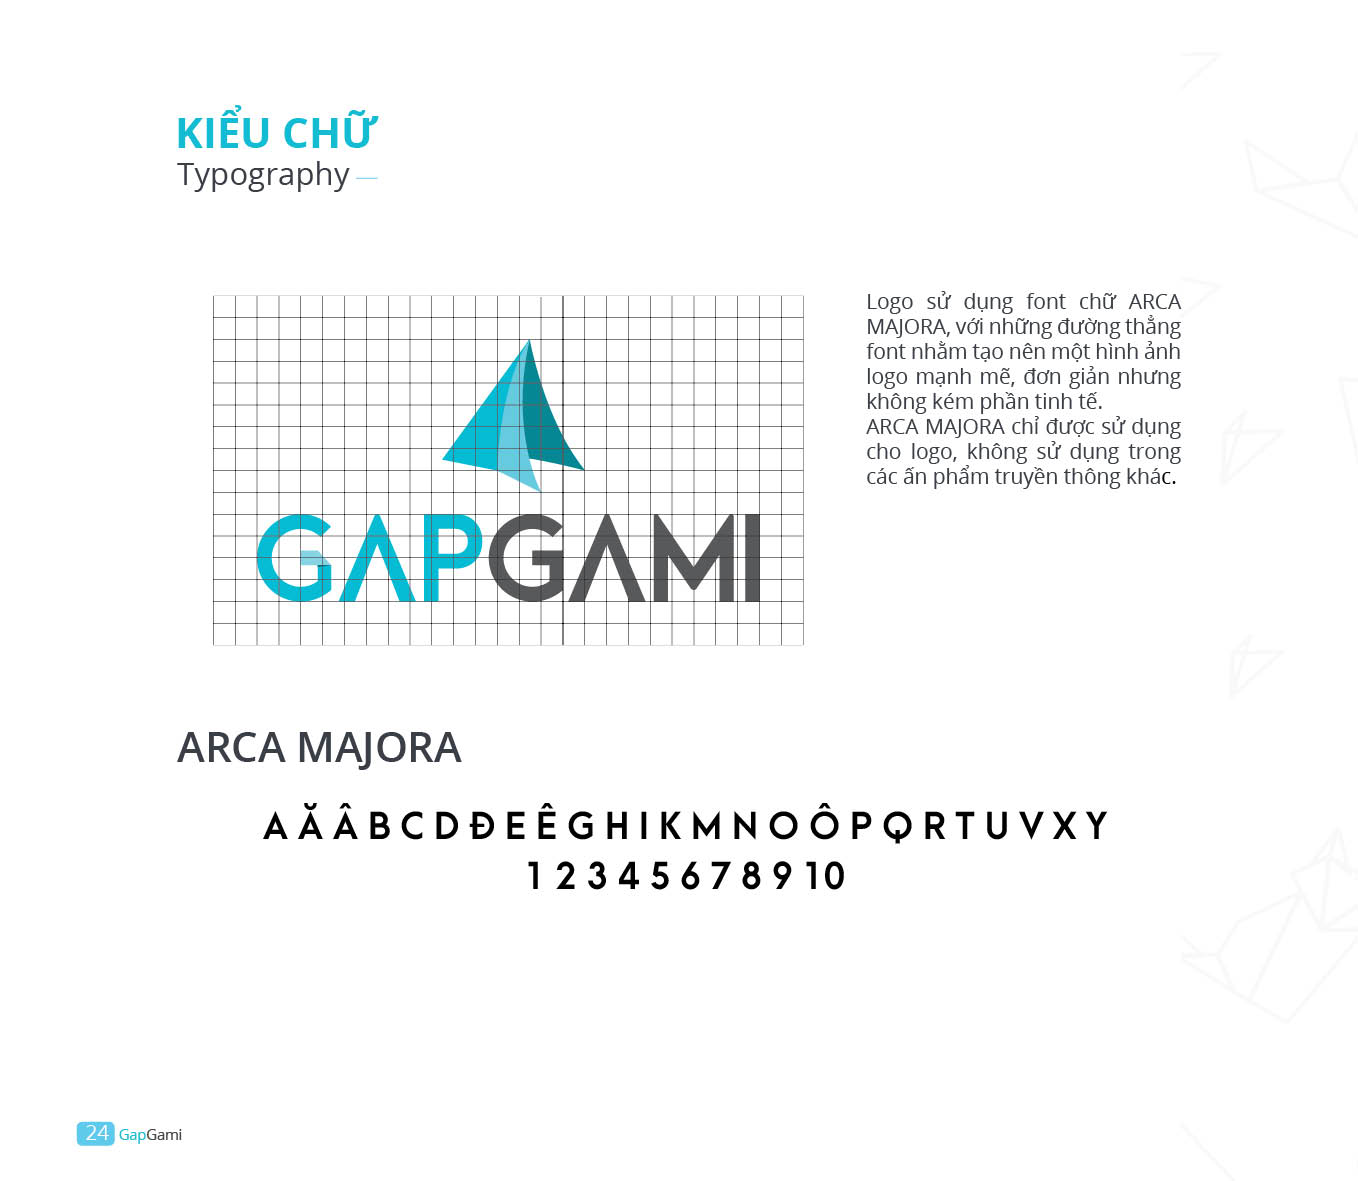 KIỂU CHỮ
Typography
Logo sử dụng font chữ ARCA
MAJORA, với những đường thẳng
font nhằm tạo nên một hình ảnh
logo mạnh mẽ, đơn giản nhưng
không kém phần tinh tế.
ARCA MAJORA chỉ được sử dụng
cho logo, không sử dụng trong
các ấn phẩm truyền thông khác.
GAPGAMI
ARCA MAJORA
A Ă Â B C D Đ E Ê G H I K M N O Ô P Q R T U V X Y
1 2 3 4 5 6 7 8 9 10
24 GapGami